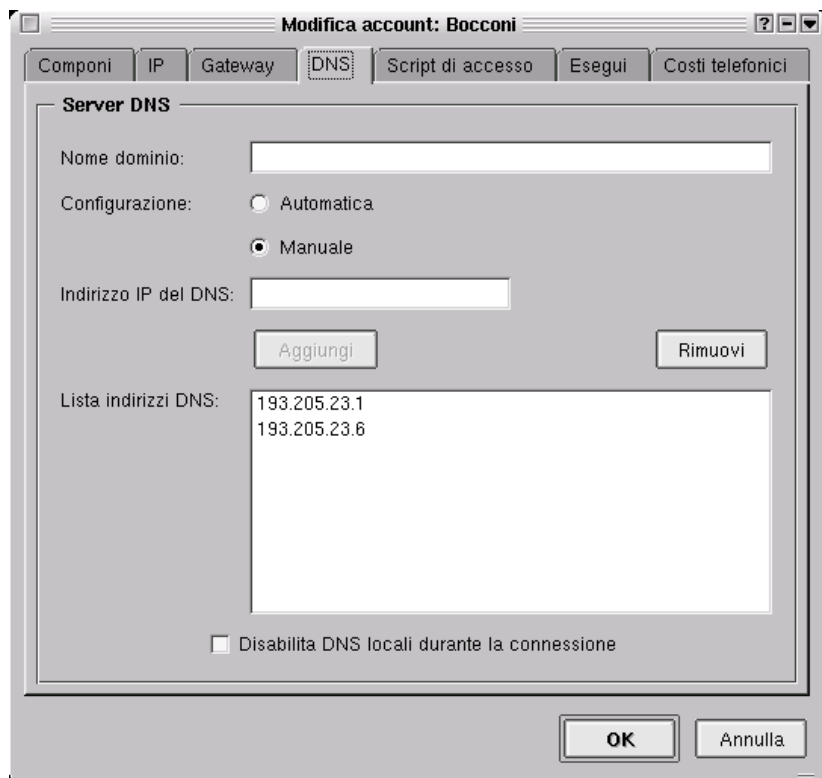 Modifica account: Bocconi
Componi IP Gateway DNS Script di accesso Esegui Costi telefonici
Server DNS
Nome dominio:
Configurazione: Automatica
Manuale
Indirizzo IP del DNS:
Aggiungi Rimuovi
Lista indirizzi DNS: 193.205.23.1
193.205.23.6
Disabilita DNS locali durante la connessione
OK Annulla